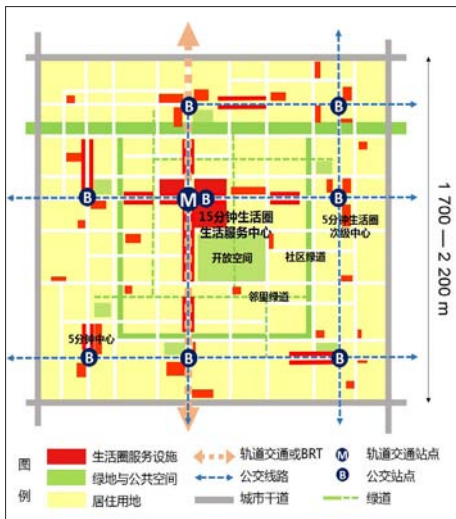 B
B
B
M
B
B
15分钟生活圈
生活服务中心
5分钟生活圈
次级中心
开放空间
社区绿道
邻里绿道
5分钟中心
B
B
B
1 700 — 2 200 m
图
例
生活圈服务设施
绿地与公共空间
居住用地
轨道交通或BRT
公交线路
城市干道
M
轨道交通站点
B
公交站点
绿道